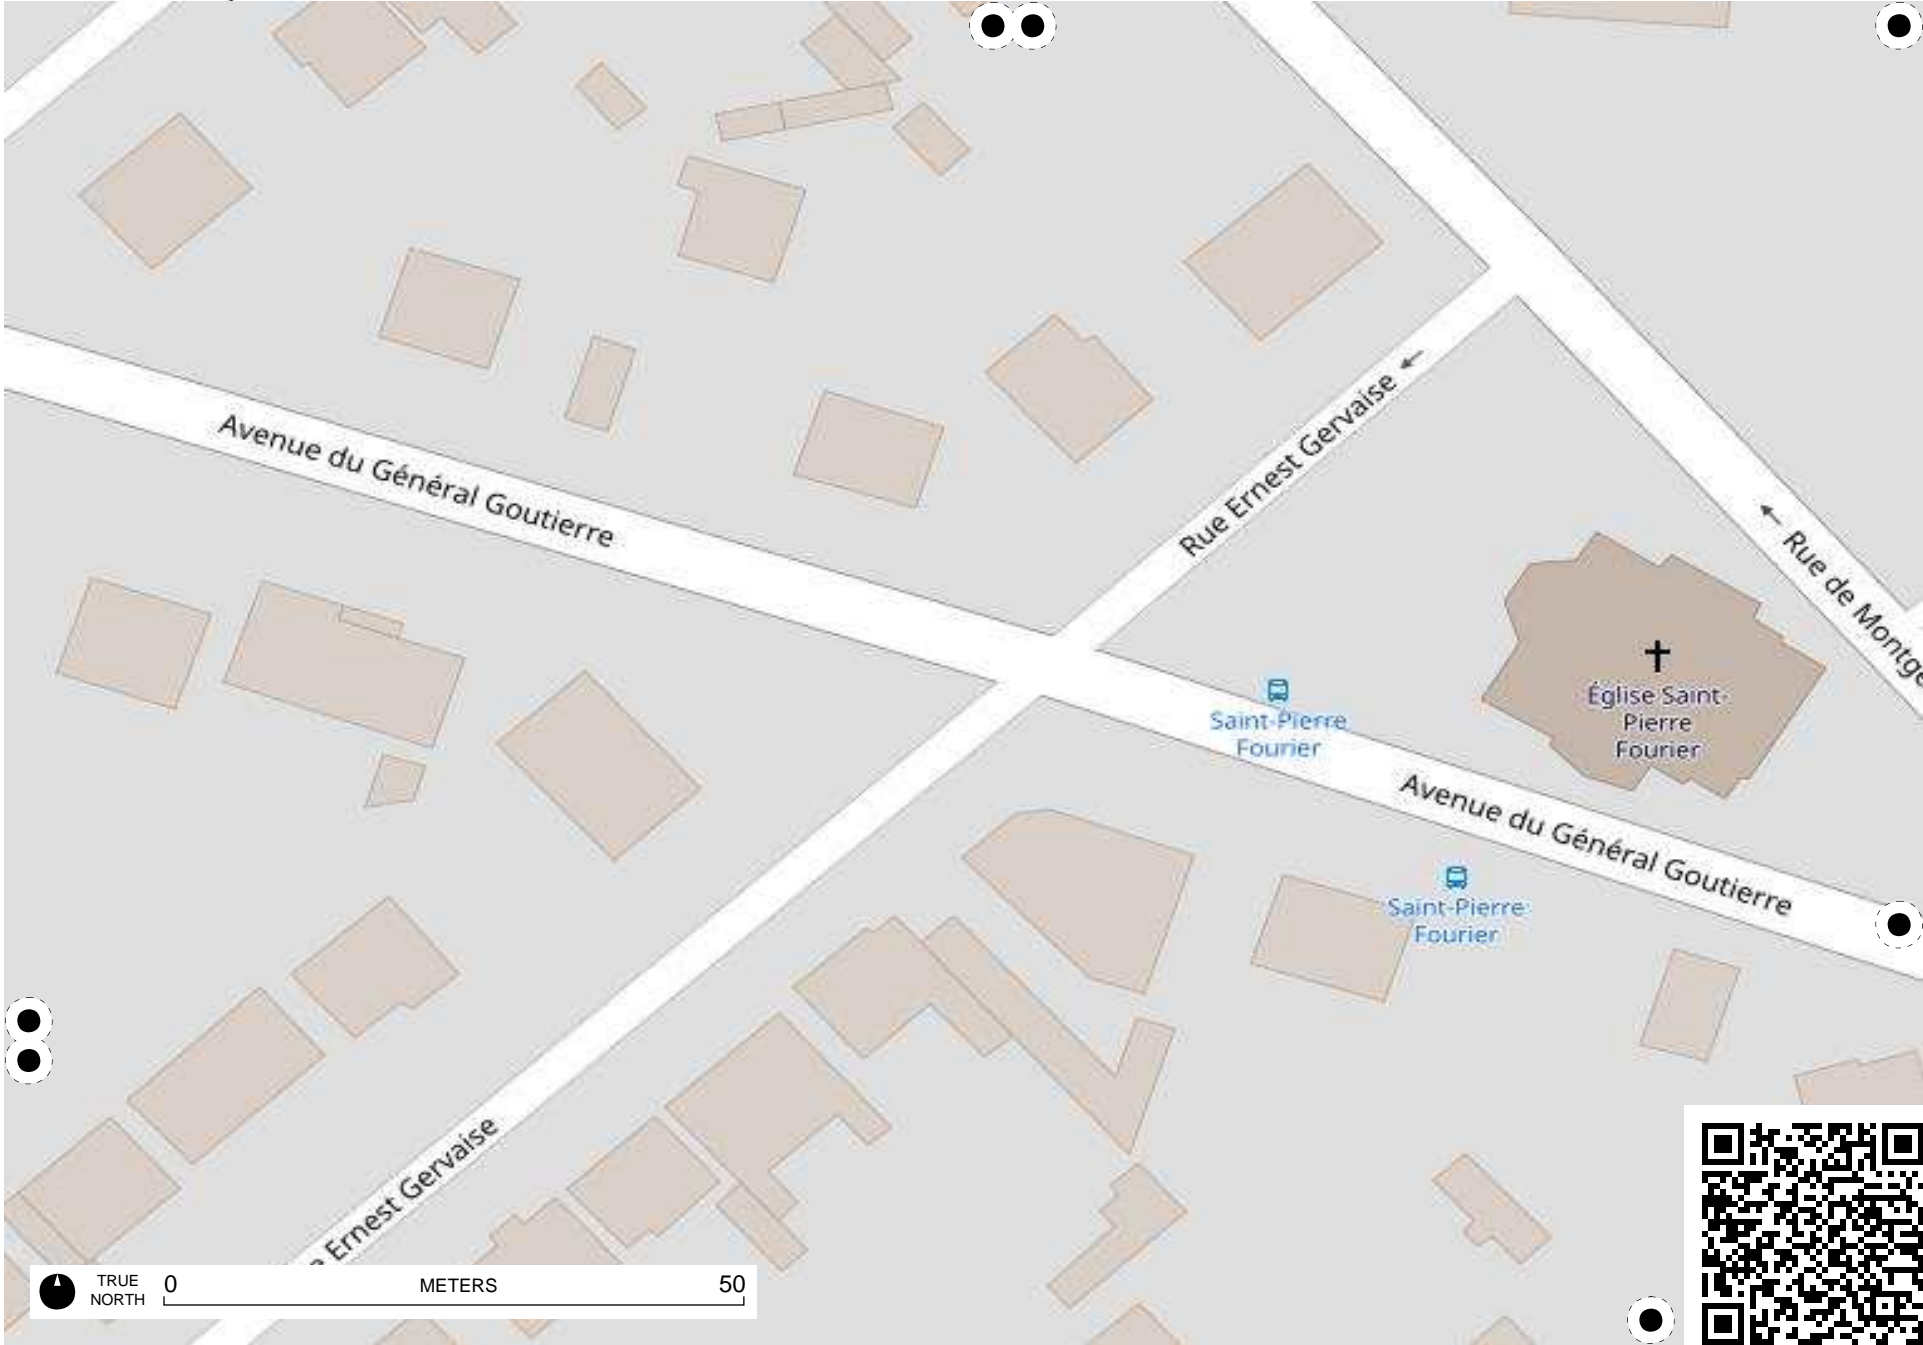 Avenue du Général Goutierre
Rue Ernest Gervaise
Rue de
Saint-Pierre
Fourier
Église Saint-
Pierre
Fourier
Avenue du Général Goutierre
Saint-Pierre
Fourier
Ernest Gervaise
TRUE
NORTH
0
METERS
50